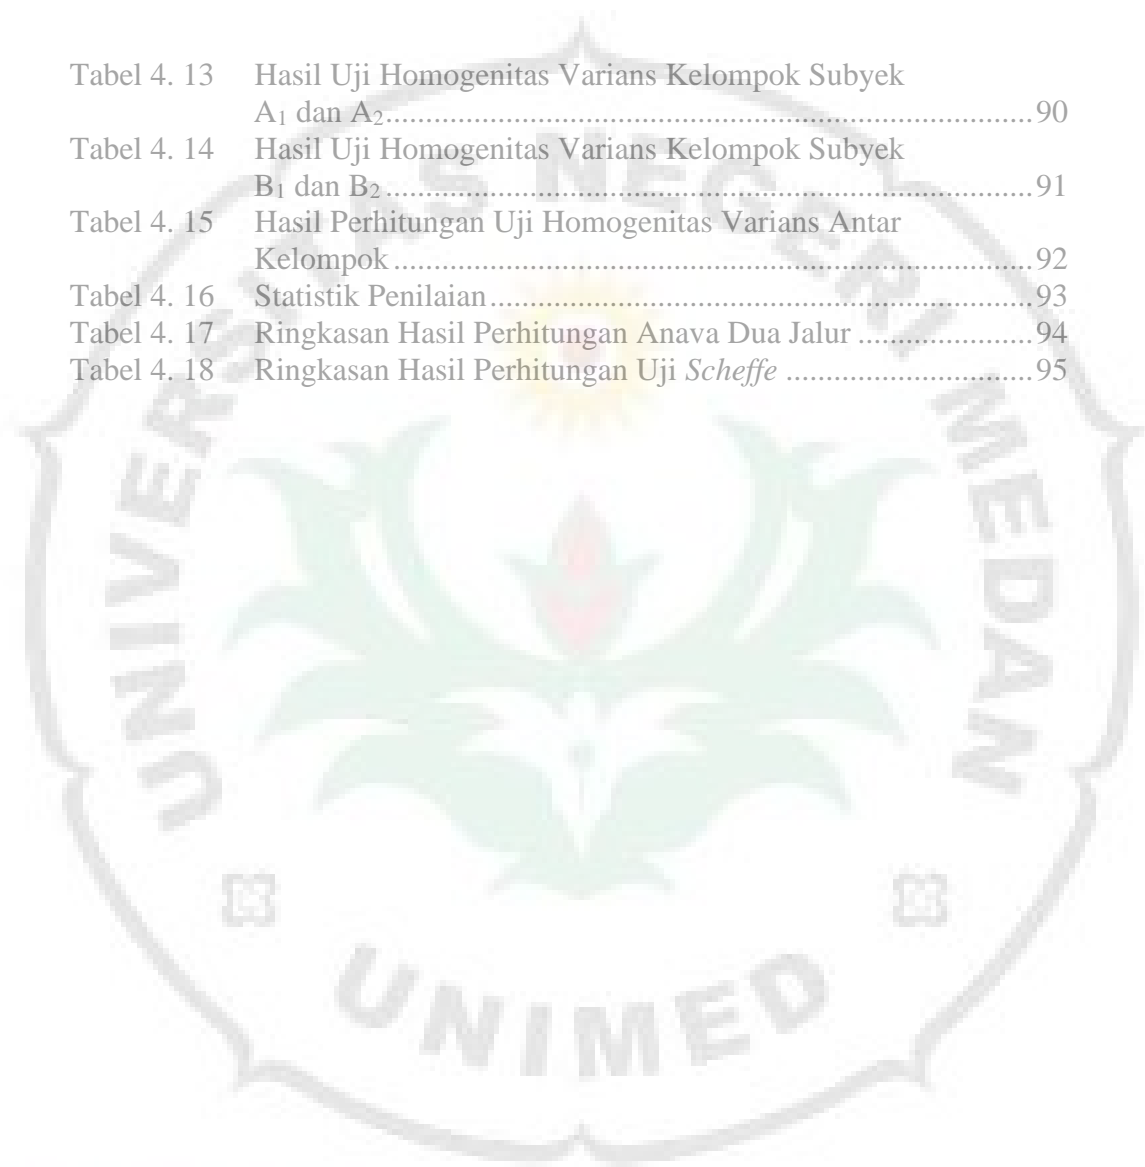 Tabel 4. 13 Hasil Uji Homogenitas Varians Kelompok Subyek
A₁ dan A₂.................................................................................90
Tabel 4. 14 Hasil Uji Homogenitas Varians Kelompok Subyek
B₁ dan B₂.................................................................................91
Tabel 4. 15 Hasil Perhitungan Uji Homogenitas Varians Antar
Kelompok................................................................................92
Tabel 4. 16 Statistik Penilaian....................................................................93
Tabel 4. 17 Ringkasan Hasil Perhitungan Anava Dua Jalur ......................94
Tabel 4. 18 Ringkasan Hasil Perhitungan Uji Scheffe ...............................95
UNIVERSITAS NEGERI MEDAN
UNIMED